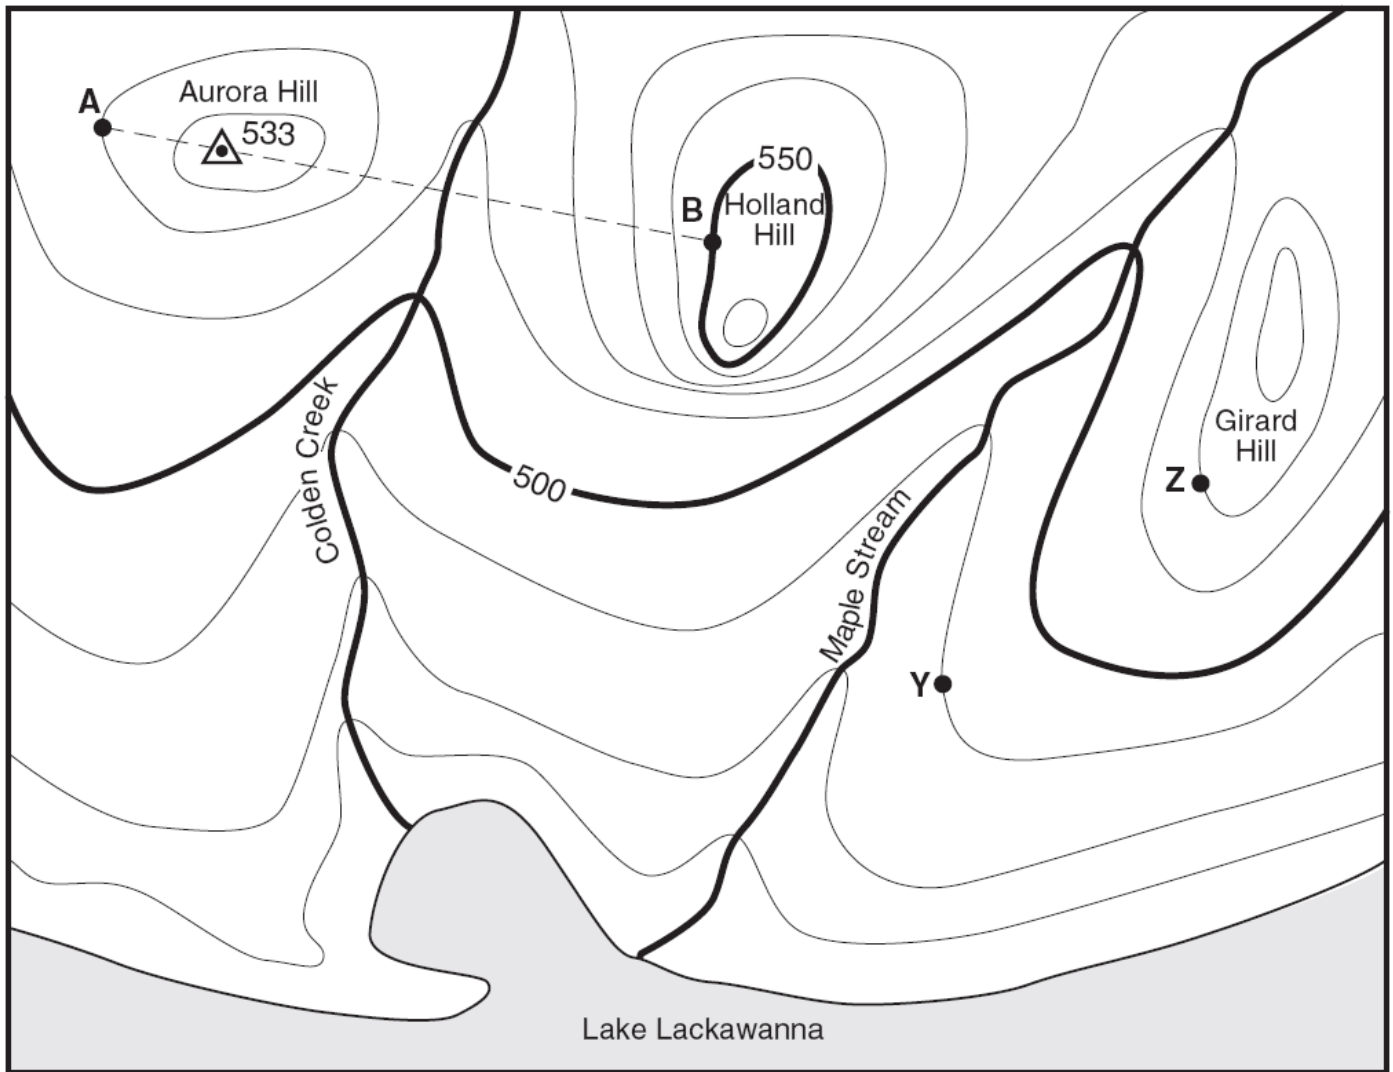 A
Aurora Hill
533
550
B
Holland
Hill
Colden Creek
500
Girard
Hill
Z
Maple Stream
Y
Lake Lackawanna